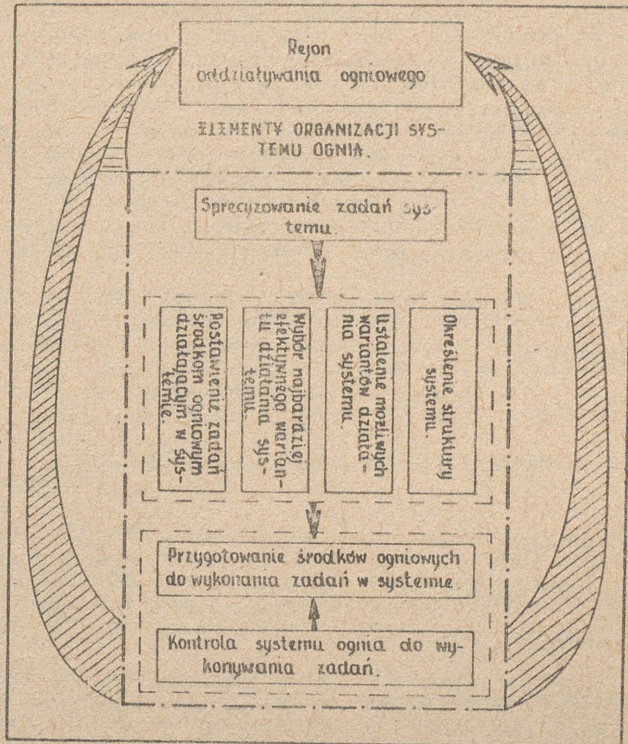 Rejon
oddziaływania ogniowego
ELEMENTY ORGANIZACJI SYS-
TEMU OGNIA.
Sprecyzowanie zadań sys-
temu.
Postawienie zadań
środkom ogniowym
działającym w sys-
temie.
Wybór najbardziej
efektywnego warian-
tu działania sys-
temu.
Ustalenie możliwych
wariantów działa-
nia systemu.
Określenie struktury
systemu.
Przygotowanie środków ogniowych
do wykonania zadań w systemie
Kontrola systemu ognia do wy-
konywania zadań.